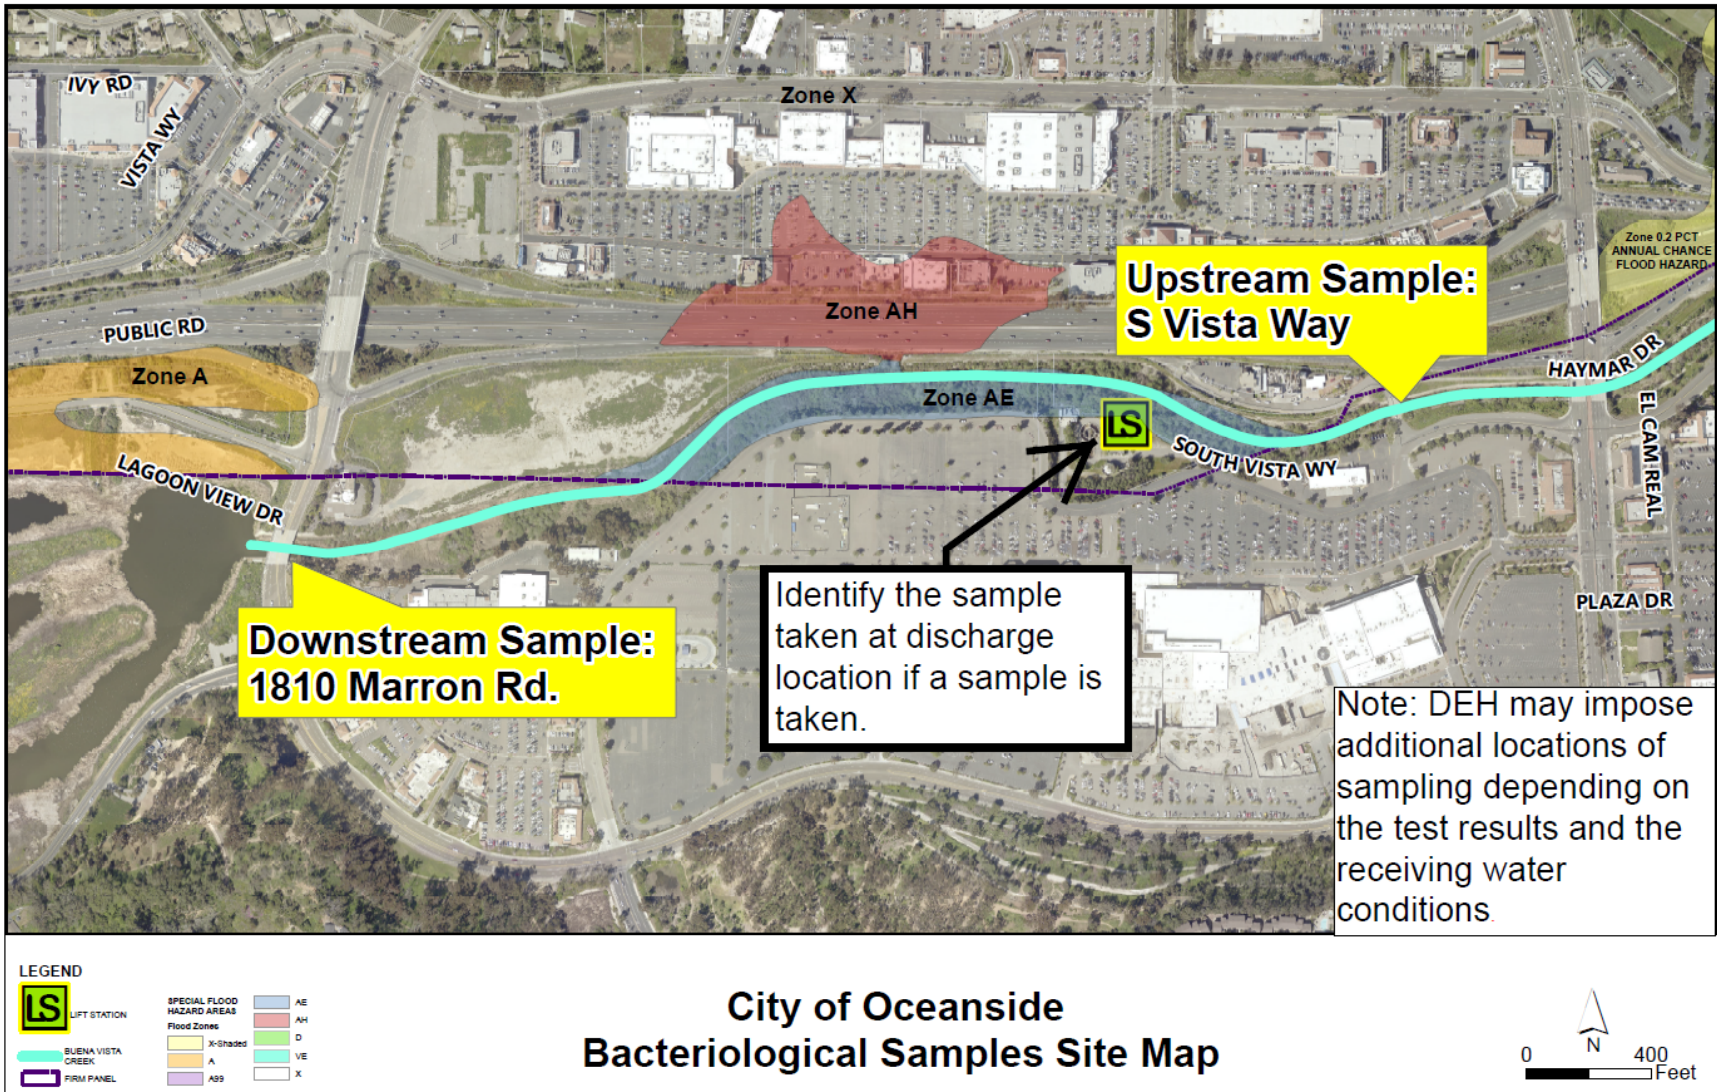 IVY RD
VISTA WY
Zone X
Zone 0.2 PCT
ANNUAL CHANCE
FLOOD HAZARD
Upstream Sample:
S Vista Way
Zone AH
PUBLIC RD
Zone A
HAYMAR DR
Zone AE
LS
EL CAM REAL
SOUTH VISTA WY
LAGOON VIEW DR
Identify the sample
taken at discharge
location if a sample is
taken.
PLAZA DR
Downstream Sample:
1810 Marron Rd.
Note: DEH may impose
additional locations of
sampling depending on
the test results and the
receiving water
conditions.
LEGEND
LS LIFT STATION
BUENA VISTA
CREEK
FIRM PANEL
SPECIAL FLOOD
HAZARD AREAS
Flood Zones
X-Shaded
A
A99
AE
AH
D
VE
X
City of Oceanside
Bacteriological Samples Site Map
N
0 400
Feet